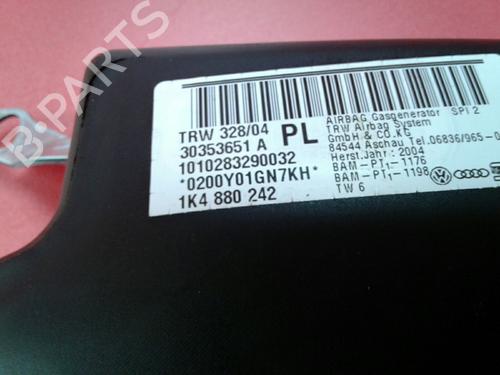 B-PARTS
TRW 328/04 PL
30353651 A
1010283290032
*0200Y01GN7KH*
1K4 880 242
AIRBAG Gasgenerator SPI 2
TRW Airbag System
GmbH & CO.KG
84544 Aschau Tel.06836/965-0
Herst.Jahr: 2004
BAM-PT₁-1176
BAM-PT₁-1198
TW 6